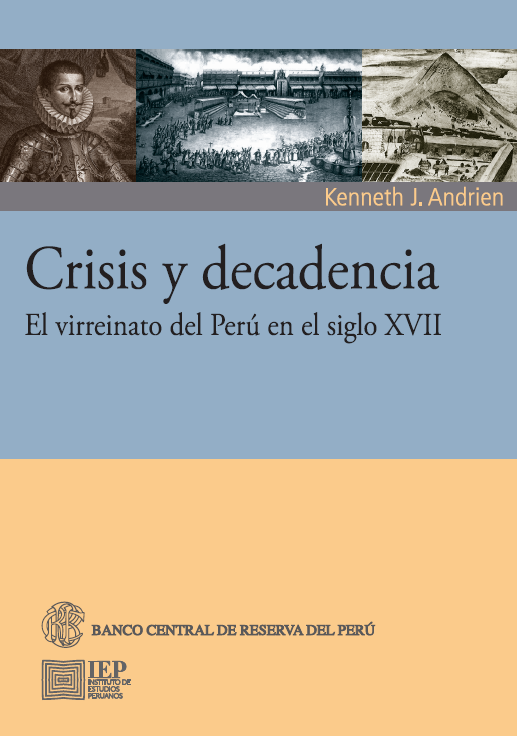 Kenneth J. Andrien
Crisis y decadencia
El virreinato del Perú en el siglo XVII
BANCO CENTRAL DE RESERVA DEL PERÚ
IEP
INSTITUTO DE
ESTUDIOS
PERUANOS